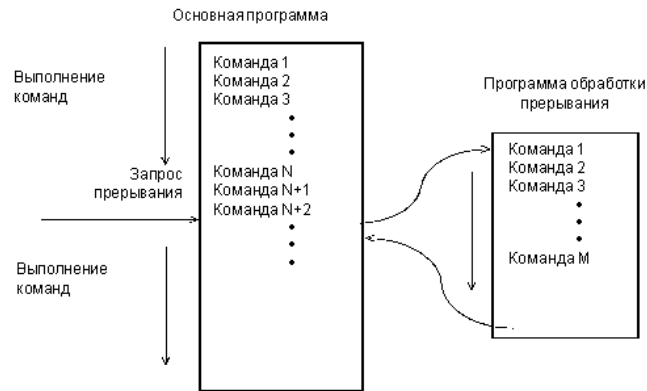 Основная программа
Выполнение
команд
Команда 1
Команда 2
Команда 3
Запрос
прерывания
Команда N
Команда N+1
Команда N+2
Выполнение
команд
Программа обработки
прерывания
Команда 1
Команда 2
Команда 3
Команда M